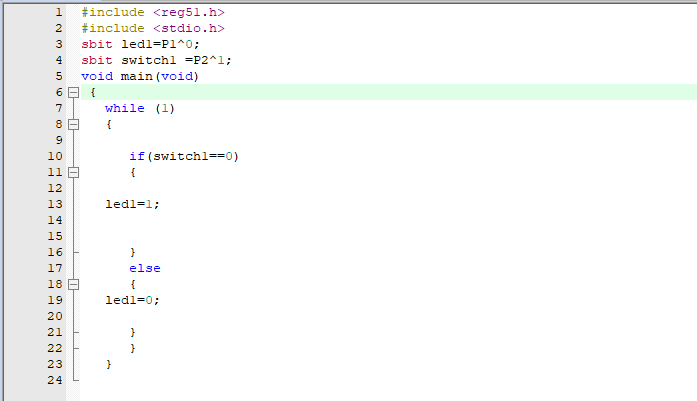 1 #include <reg51.h>
2 #include <stdio.h>
3 sbit led1=P1^0;
4 sbit switch1 =P2^1;
5 void main(void)
6 {
7 while (1)
8 {
9
10 if(switch1==0)
11 {
12
13 led1=1;
14
15
16 }
17 else
18 {
19 led1=0;
20
21 }
22 }
23 }
24